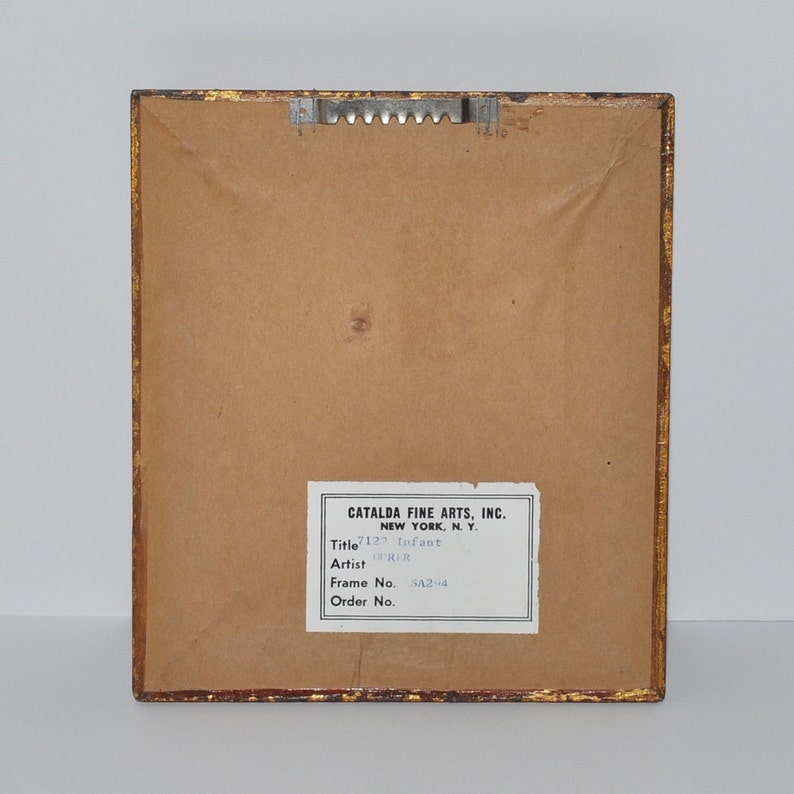 CATALDA FINE ARTS, INC.
NEW YORK, N. Y.
Title Infant
Artist DURER
Frame No. SA294
Order No.